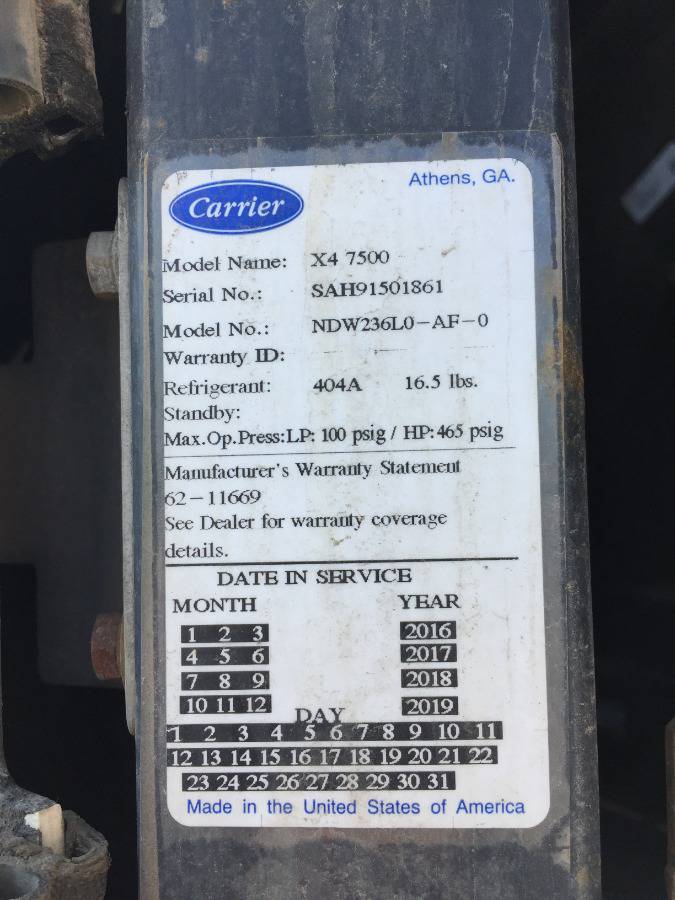 Carrier
Athens, GA.
Model Name: X4 7500
Serial No.: SAH91501861
Model No.: NDW236L0-AF-0
Warranty ID:
Refrigerant: 404A 16.5 lbs.
Standby:
Max.Op.Press:LP: 100 psig / HP:465 psig
Manufacturer's Warranty Statement
62-11669
See Dealer for warranty coverage
details.
DATE IN SERVICE
MONTH YEAR
1 2 3 2016
4 5 6 2017
7 8 9 2018
10 11 12 2019
DAY
1 2 3 4 5 6 7 8 9 10 11
12 13 14 15 16 17 18 19 20 21 22
23 24 25 26 27 28 29 30 31
Made in the United States of America